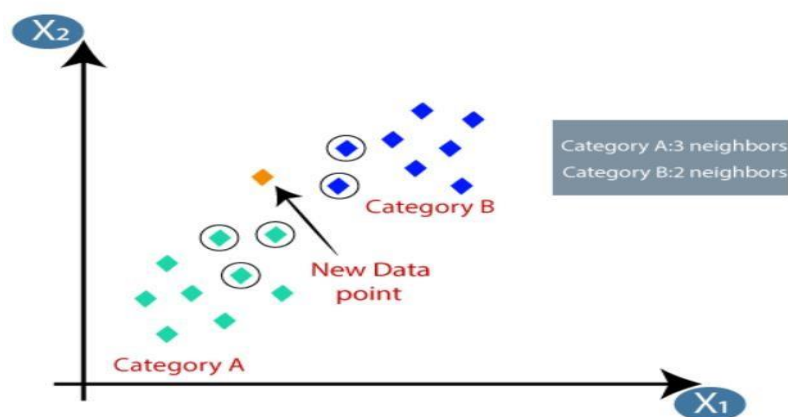 X2
Category A:3 neighbors
Category B:2 neighbors
Category B
New Data
point
Category A
X1